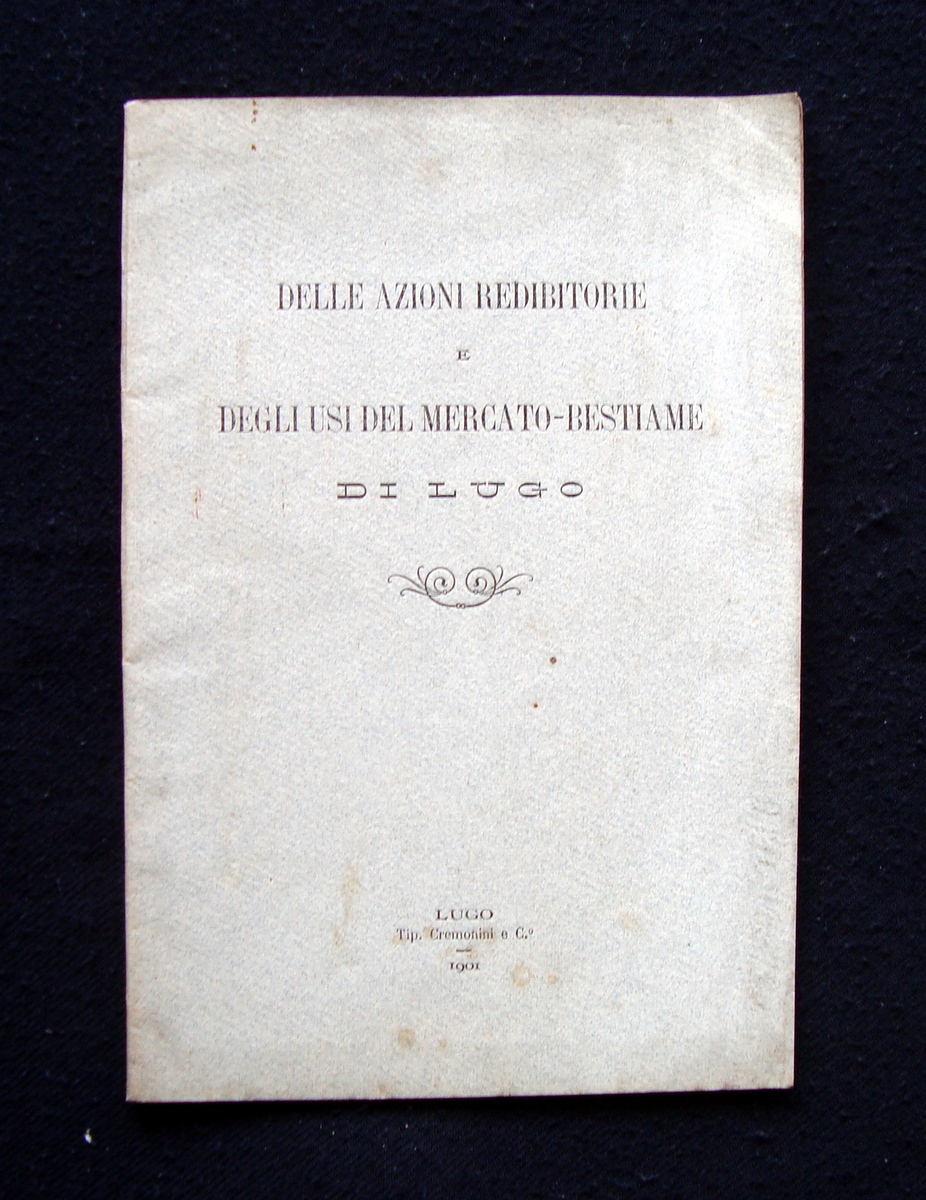 DELLE AZIONI REDIBITORIE
E
DEGLI USI DEL MERCATO-BESTIAME
DI LUGO
LUGO
Tip. Cremonini e C.º
1901